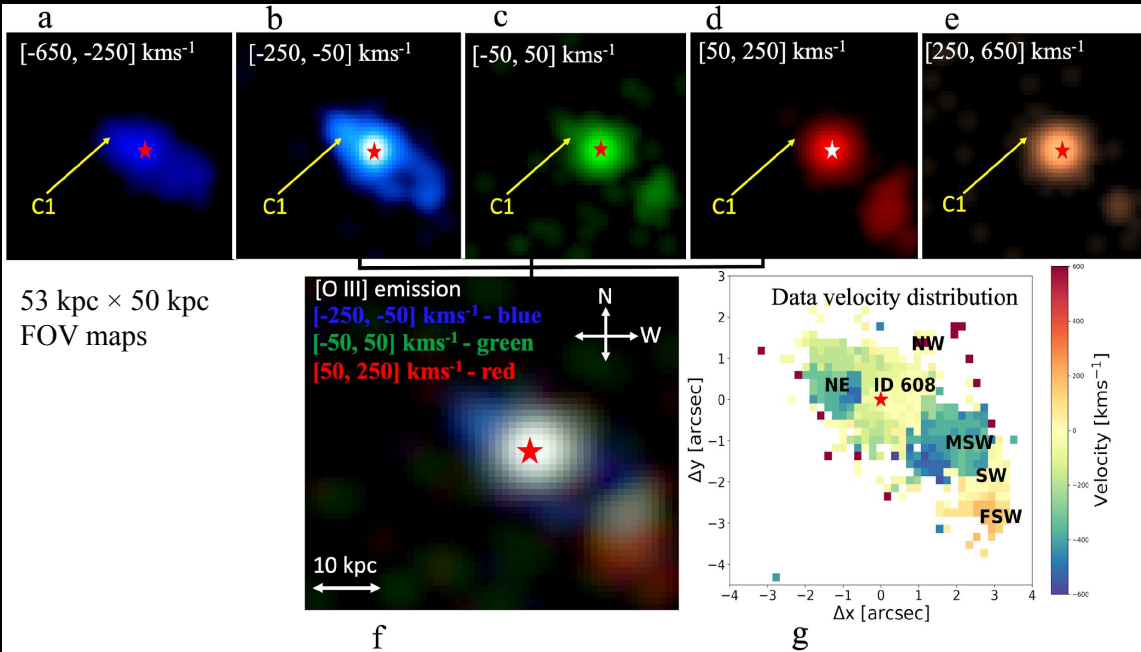 a
b
c
d
e
[-650, -250] kms⁻¹
[-250, -50] kms⁻¹
[-50, 50] kms⁻¹
[50, 250] kms⁻¹
[250, 650] kms⁻¹
C1
C1
C1
C1
C1
53 kpc × 50 kpc
FOV maps
[O III] emission
[-250, -50] kms⁻¹ - blue
[-50, 50] kms⁻¹ - green
[50, 250] kms⁻¹ - red
N
W
10 kpc
f
Data velocity distribution
NW
NE
ID 608
MSW
SW
FSW
3
2
1
0
−1
−2
−3
−4
Δy [arcsec]
−4
−3
−2
−1
0
1
2
3
4
Δx [arcsec]
600
400
200
0
−200
−400
−600
Velocity [kms⁻¹]
g